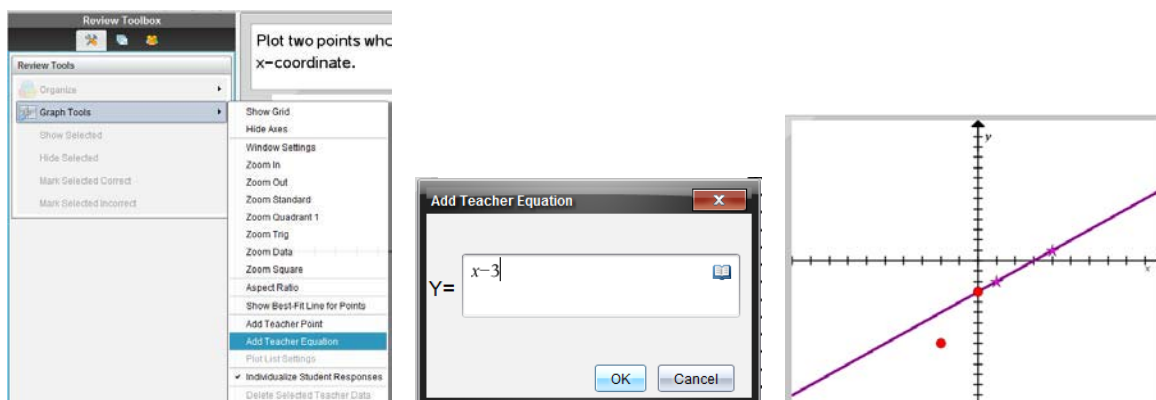 Review Toolbox
Plot two points who
x-coordinate.
Review Tools
Organize
Graph Tools
Show Selected
Hide Selected
Mark Selected Correct
Mark Selected Incorrect
Show Grid
Hide Axes
Window Settings
Zoom In
Zoom Out
Zoom Standard
Zoom Quadrant 1
Zoom Trig
Zoom Data
Zoom Square
Aspect Ratio
Show Best-Fit Line for Points
Add Teacher Point
Add Teacher Equation
Plot List Settings
✔ Individualize Student Responses
Delete Selected Teacher Data
Add Teacher Equation
Y= x−3
OK Cancel
y
x